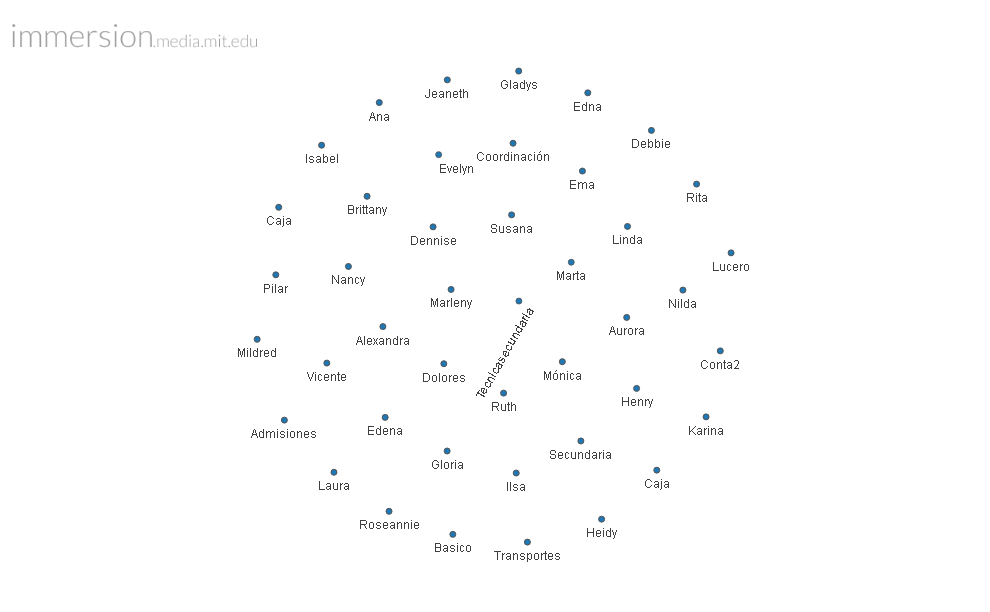 immersion.media.mit.edu
Gladys
Jeaneth
Edna
Ana
Debbie
Isabel
Coordinación
Evelyn
Ema
Rita
Brittany
Caja
Susana
Linda
Dennise
Lucero
Marta
Nancy
Pilar
Marleny
Nilda
Tecnicasecundaria
Aurora
Alexandra
Mildred
Conta2
Vicente
Dolores
Mónica
Henry
Ruth
Admisiones
Edena
Karina
Secundaria
Gloria
Caja
Laura
Ilsa
Roseannie
Heidy
Basico
Transportes